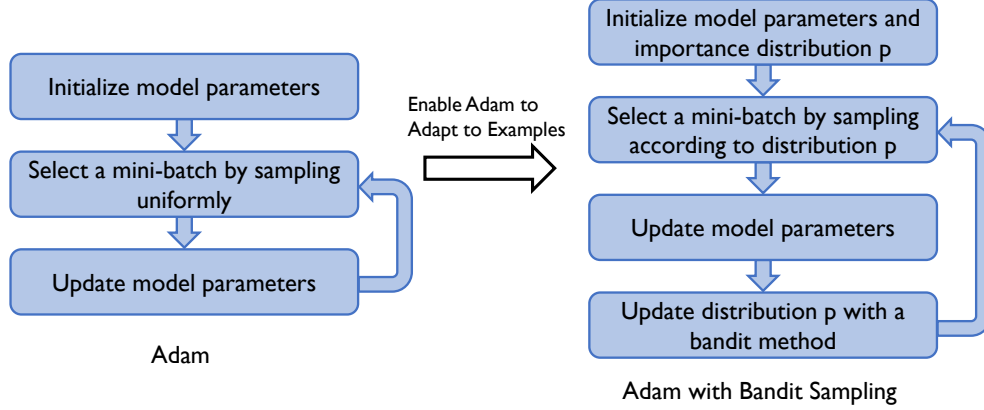 Initialize model parameters
Select a mini-batch by sampling
uniformly
Update model parameters
Adam
Enable Adam to
Adapt to Examples
Initialize model parameters and
importance distribution p
Select a mini-batch by sampling
according to distribution p
Update model parameters
Update distribution p with a
bandit method
Adam with Bandit Sampling